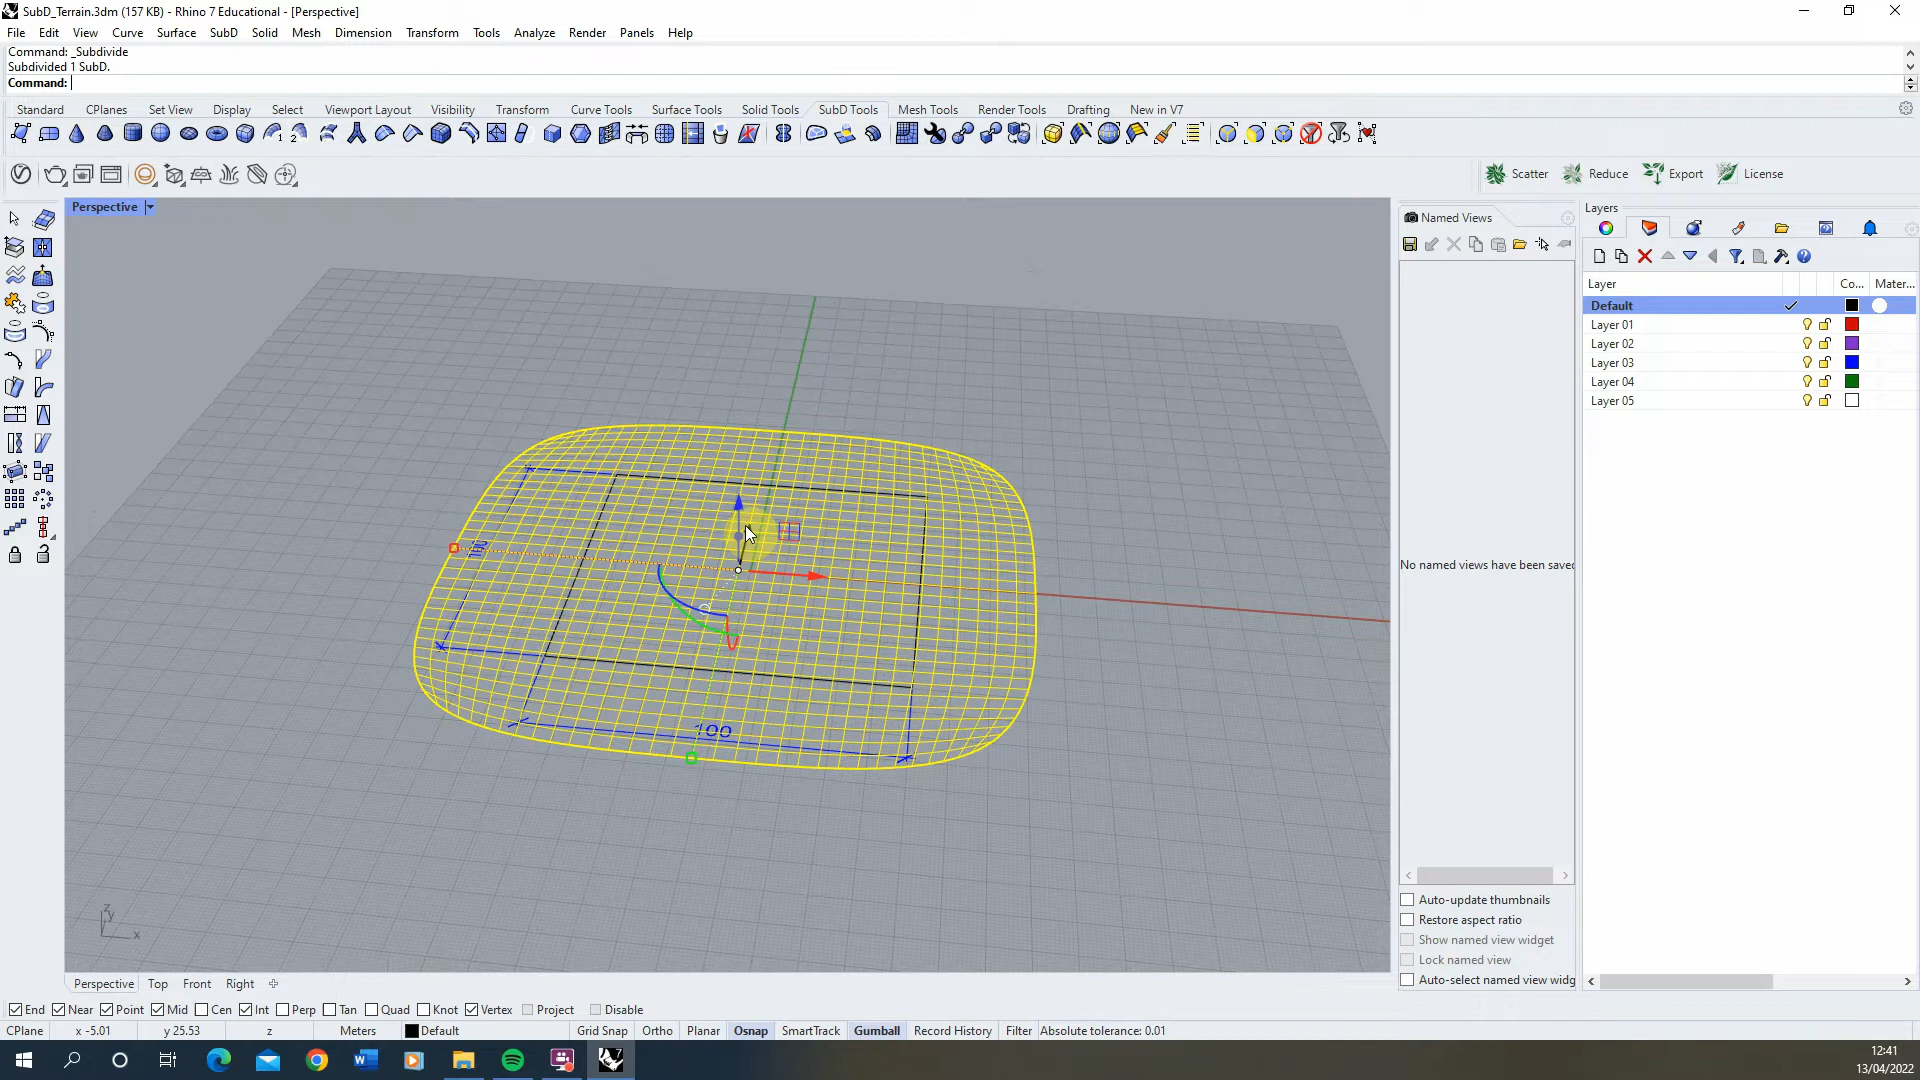 SubD_Terrain.3dm (157 KB) - Rhino 7 Educational - [Perspective]
File Edit View Curve Surface SubD Solid Mesh Dimension Transform Tools Analyze Render Panels Help
Command: _Subdivide
Subdivided 1 SubD.
Command:
Standard CPlanes Set View Display Select Viewport Layout Visibility Transform Curve Tools Surface Tools Solid Tools SubD Tools Mesh Tools Render Tools Drafting New in V7
Scatter Reduce Export License
Perspective
Named Views
Layers
Layer Co... Mater...
Default
Layer 01
Layer 02
Layer 03
Layer 04
Layer 05
No named views have been saved
100
z y x
Auto-update thumbnails
Restore aspect ratio
Show named view widget
Lock named view
Auto-select named view widg
Perspective Top Front Right
End Near Point Mid Cen Int Perp Tan Quad Knot Vertex Project Disable
CPlane x -5.01 y 25.53 z Meters Default Grid Snap Ortho Planar Osnap SmartTrack Gumball Record History Filter Absolute tolerance: 0.01
12:41
13/04/2022